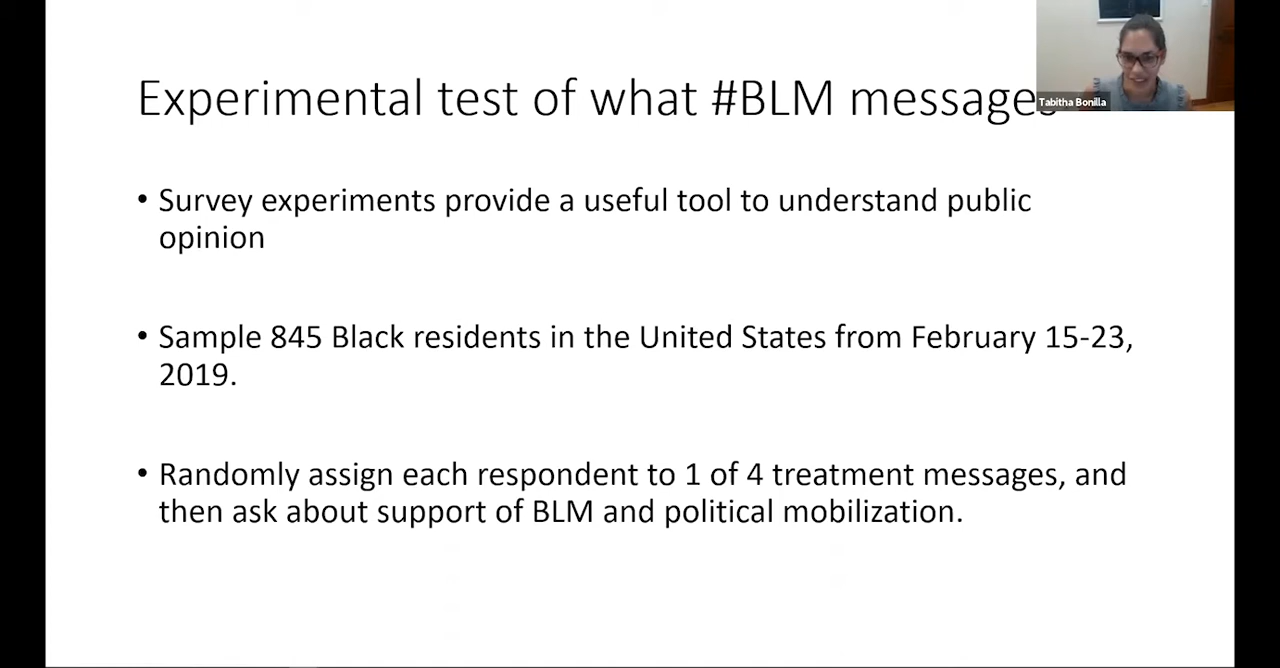 Experimental test of what #BLM messages
Tabitha Bonilla
• Survey experiments provide a useful tool to understand public
opinion
• Sample 845 Black residents in the United States from February 15-23,
2019.
• Randomly assign each respondent to 1 of 4 treatment messages, and
then ask about support of BLM and political mobilization.